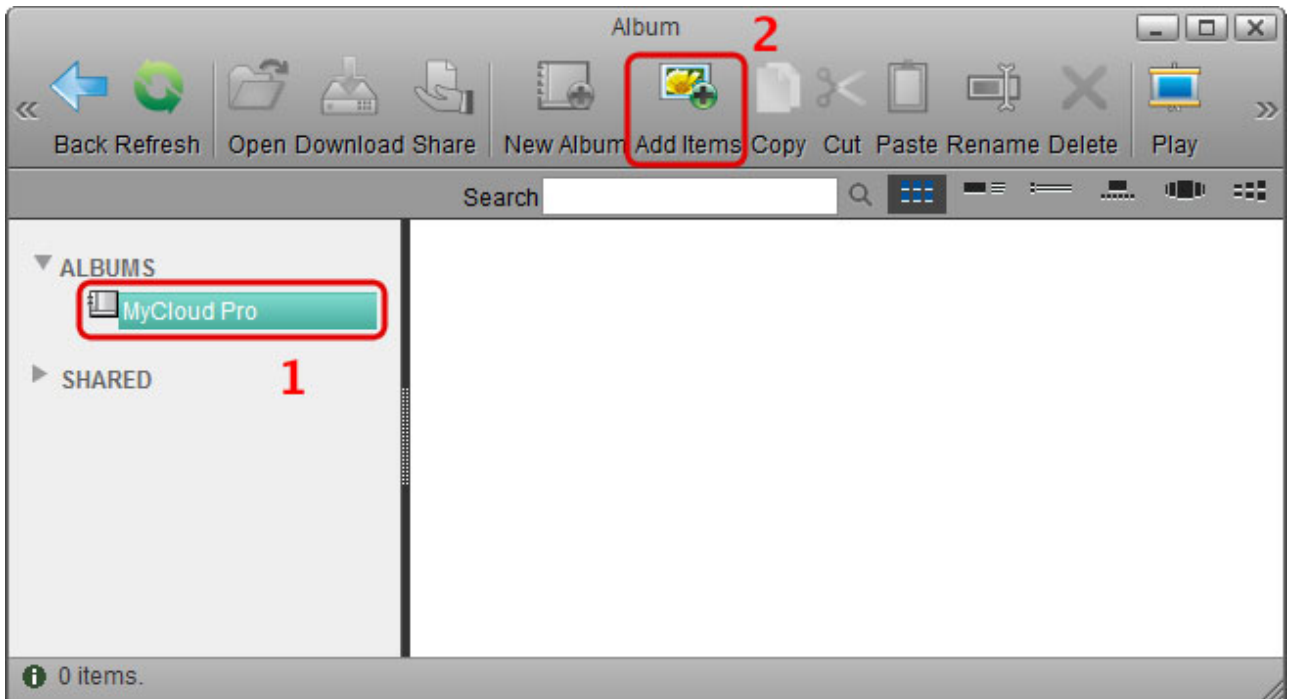 Album
2
Back Refresh Open Download Share New Album Add Items Copy Cut Paste Rename Delete Play
Search
ALBUMS
MyCloud Pro
SHARED
1
0 items.